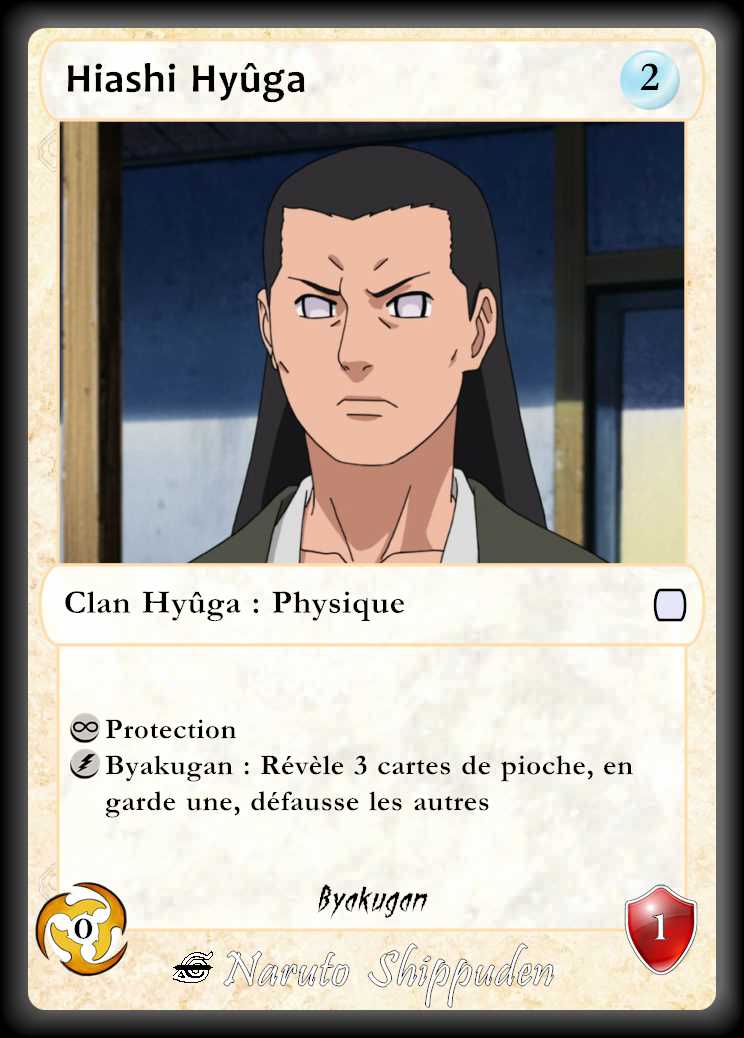 Hiashi Hyûga
2
Clan Hyûga : Physique
Protection
Byakugan : Révèle 3 cartes de pioche, en
garde une, défausse les autres
Byakugan
0
1
Naruto Shippuden